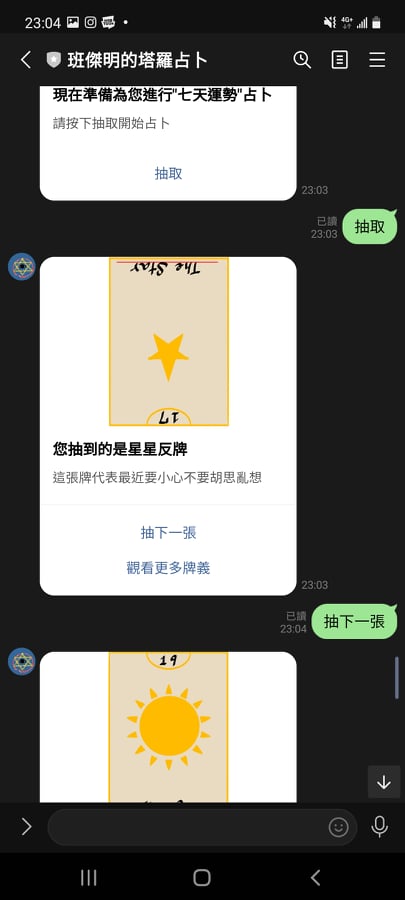 23:04
4G+
班傑明的塔羅占卜
現在準備為您進行"七天運勢"占卜
請按下抽取開始占卜
抽取
23:03
已讀
23:03
抽取
The Star
17
您抽到的是星星反牌
這張牌代表最近要小心不要胡思亂想
抽下一張
觀看更多牌義
23:03
已讀
23:04
抽下一張
19